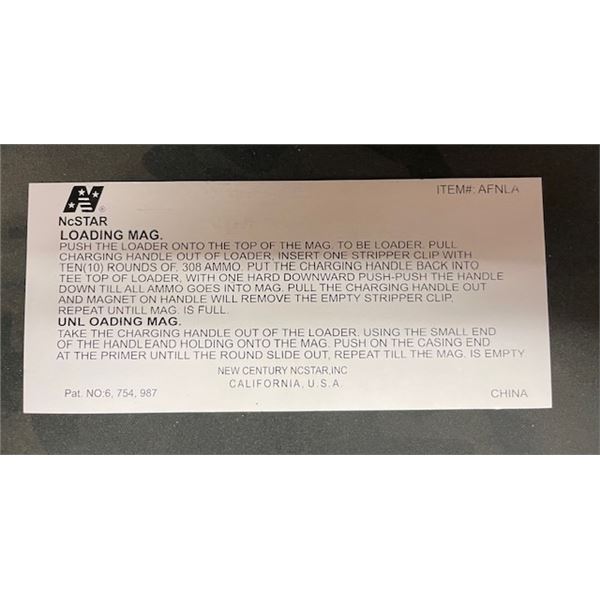 ITEM#: AFNLA
NcSTAR
LOADING MAG.
PUSH THE LOADER ONTO THE TOP OF THE MAG. TO BE LOADER. PULL
CHARGING HANDLE OUT OF LOADER, INSERT ONE STRIPPER CLIP WITH
TEN(10) ROUNDS OF. 308 AMMO. PUT THE CHARGING HANDLE BACK INTO
TEE TOP OF LOADER, WITH ONE HARD DOWNWARD PUSH-PUSH THE HANDLE
DOWN TILL ALL AMMO GOES INTO MAG. PULL THE CHARGING HANDLE OUT
AND MAGNET ON HANDLE WILL REMOVE THE EMPTY STRIPPER CLIP,
REPEAT UNTILL MAG. IS FULL.
UNL OADING MAG.
TAKE THE CHARGING HANDLE OUT OF THE LOADER. USING THE SMALL END
OF THE HANDLEAND HOLDING ONTO THE MAG. PUSH ON THE CASING END
AT THE PRIMER UNTILL THE ROUND SLIDE OUT, REPEAT TILL THE MAG. IS EMPTY
NEW CENTURY NCSTAR,INC
CALIFORNIA, U.S.A
Pat. NO:6, 754, 987
CHINA